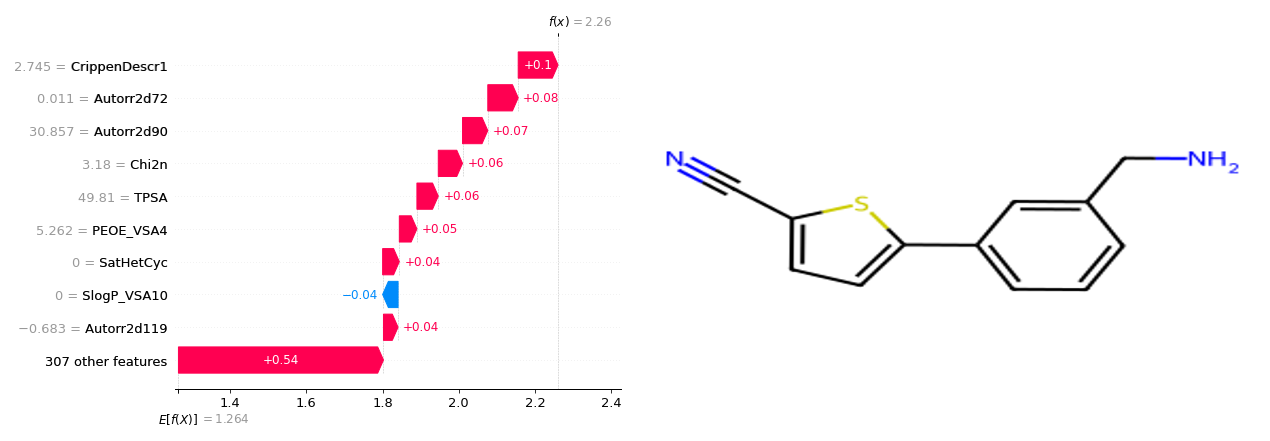 f(x) = 2.26
2.745 = CrippenDescr1
+0.1
0.011 = Autorr2d72
+0.08
30.857 = Autorr2d90
+0.07
3.18 = Chi2n
+0.06
49.81 = TPSA
+0.06
5.262 = PEOE_VSA4
+0.05
0 = SatHetCyc
+0.04
0 = SlogP_VSA10
−0.04
−0.683 = Autorr2d119
+0.04
307 other features
+0.54
1.4 1.6 1.8 2.0 2.2 2.4
E[f(X)] = 1.264
N
S
NH2